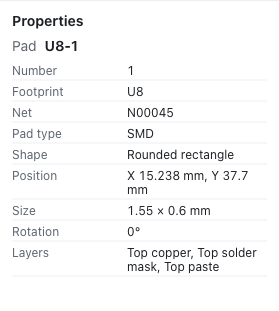 Properties
Pad U8-1
Number 1
Footprint U8
Net N00045
Pad type SMD
Shape Rounded rectangle
Position X 15.238 mm, Y 37.7
mm
Size 1.55 × 0.6 mm
Rotation 0°
Layers Top copper, Top solder
mask, Top paste